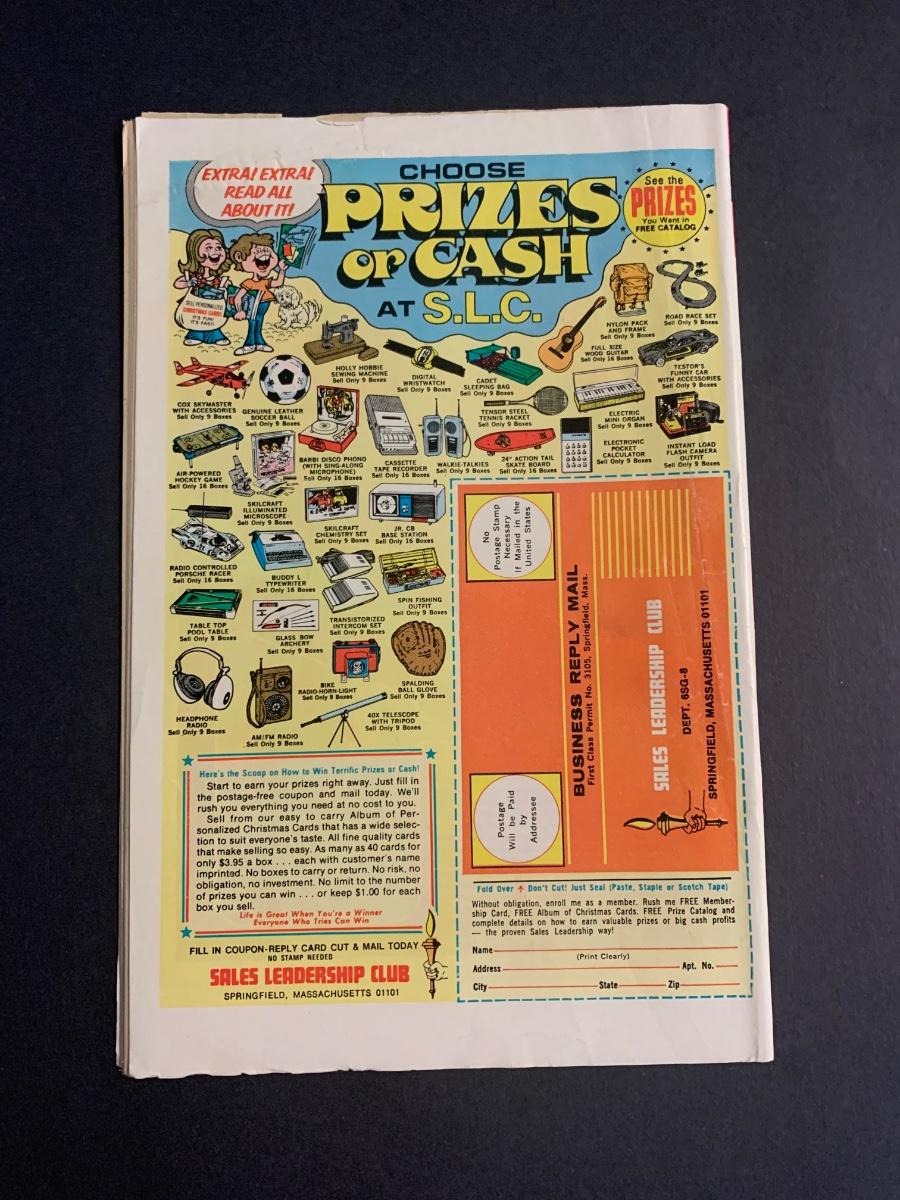 EXTRA! EXTRA!
READ ALL
ABOUT IT!
CHOOSE
PRIZES
or CASH
AT S.L.C.
See the
PRIZES
You Want in
FREE CATALOG
SELL PERSONALIZED
CHRISTMAS CARDS
IT'S FUN!
IT'S FAST!
NYLON PACK
AND FRAME
Sell Only 9 Boxes
ROAD RACE SET
Sell Only 9 Boxes
HOLLY HOBBIE
SEWING MACHINE
Sell Only 9 Boxes
DIGITAL
WRISTWATCH
Sell Only 9 Boxes
CADET
SLEEPING BAG
Sell Only 9 Boxes
FULL SIZE
WOOD GUITAR
Sell Only 16 Boxes
TESTOR'S
FUNNY CAR
WITH ACCESSORIES
Sell Only 9 Boxes
COX SKYMASTER
WITH ACCESSORIES
Sell Only 9 Boxes
GENUINE LEATHER
SOCCER BALL
Sell Only 9 Boxes
BARBI DISCO PHONO
(WITH SING-ALONG
MICROPHONE)
Sell Only 16 Boxes
CASSETTE
TAPE RECORDER
Sell Only 16 Boxes
WALKIE-TALKIES
Sell Only 9 Boxes
TENSOR STEEL
TENNIS RACKET
Sell Only 9 Boxes
24" ACTION TAIL
SKATE BOARD
Sell Only 16 Boxes
ELECTRIC
MINI ORGAN
Sell Only 9 Boxes
ELECTRONIC
POCKET
CALCULATOR
Sell Only 9 Boxes
INSTANT LOAD
FLASH CAMERA
OUTFIT
Sell Only 9 Boxes
AIR-POWERED
HOCKEY GAME
Sell Only 16 Boxes
SKILCRAFT
ILLUMINATED
MICROSCOPE
Sell Only 9 Boxes
SKILCRAFT
CHEMISTRY SET
Sell Only 9 Boxes
JR. CB
BASE STATION
Sell Only 16 Boxes
RADIO CONTROLLED
PORSCHE RACER
Sell Only 16 Boxes
BUDDY L
TYPEWRITER
Sell Only 16 Boxes
TRANSISTORIZED
INTERCOM SET
Sell Only 9 Boxes
SPIN FISHING
OUTFIT
Sell Only 9 Boxes
TABLE TOP
POOL TABLE
Sell Only 9 Boxes
GLASS BOW
ARCHERY
Sell Only 9 Boxes
BIKE
RADIO-HORN-LIGHT
Sell Only 9 Boxes
SPALDING
BALL GLOVE
Sell Only 9 Boxes
HEADPHONE
RADIO
Sell Only 9 Boxes
AM/FM RADIO
Sell Only 9 Boxes
40X TELESCOPE
WITH TRIPOD
Sell Only 9 Boxes
Here's the Scoop on How to Win Terrific Prizes or Cash!
Start to earn your prizes right away. Just fill in
the postage-free coupon and mail today. We'll
rush you everything you need at no cost to you.
Sell from our easy to carry Album of Per-
sonalized Christmas Cards that has a wide selec-
tion to suit everyone's taste. All fine quality cards
that make selling so easy. As many as 40 cards for
only $3.95 a box . . . each with customer's name
imprinted. No boxes to carry or return. No risk, no
obligation, no investment. No limit to the number
of prizes you can win . . . or keep $1.00 for each
box you sell.
Life is Great When You're a Winner
Everyone Who Tries Can Win
FILL IN COUPON-REPLY CARD CUT & MAIL TODAY
NO STAMP NEEDED
SALES LEADERSHIP CLUB
SPRINGFIELD, MASSACHUSETTS 01101
No
Postage Stamp
Necessary
If Mailed in the
United States
Postage
Will be Paid
by
Addressee
BUSINESS REPLY MAIL
First Class Permit No. 3105, Springfield, Mass.
SALES LEADERSHIP CLUB
DEPT. 6SG-8
SPRINGFIELD, MASSACHUSETTS 01101
Fold Over ↑ Don't Cut! Just Seal (Paste, Staple or Scotch Tape)
Without obligation, enroll me as a member. Rush me FREE Member-
ship Card, FREE Album of Christmas Cards. FREE Prize Catalog and
complete details on how to earn valuable prizes or big cash profits
— the proven Sales Leadership way!
Name
(Print Clearly)
Address Apt. No.
City State Zip